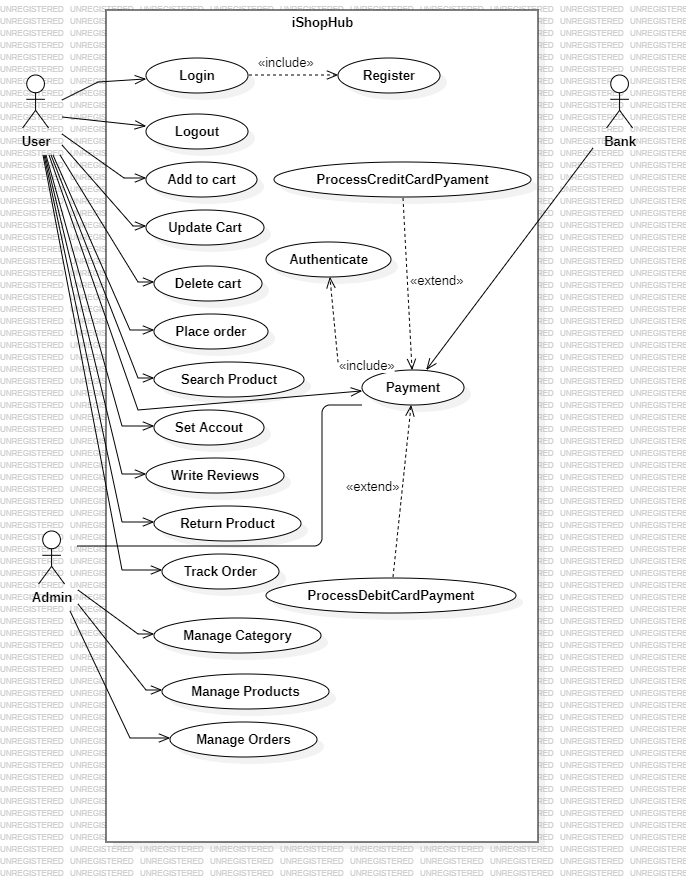 iShopHub
Login
«include»
Register
User
Bank
Logout
Add to cart
ProcessCreditCardPyament
Update Cart
Authenticate
Delete cart
«extend»
Place order
«include»
Search Product
Payment
Set Accout
Write Reviews
«extend»
Return Product
Track Order
Admin
ProcessDebitCardPayment
Manage Category
Manage Products
Manage Orders
UNREGISTERED